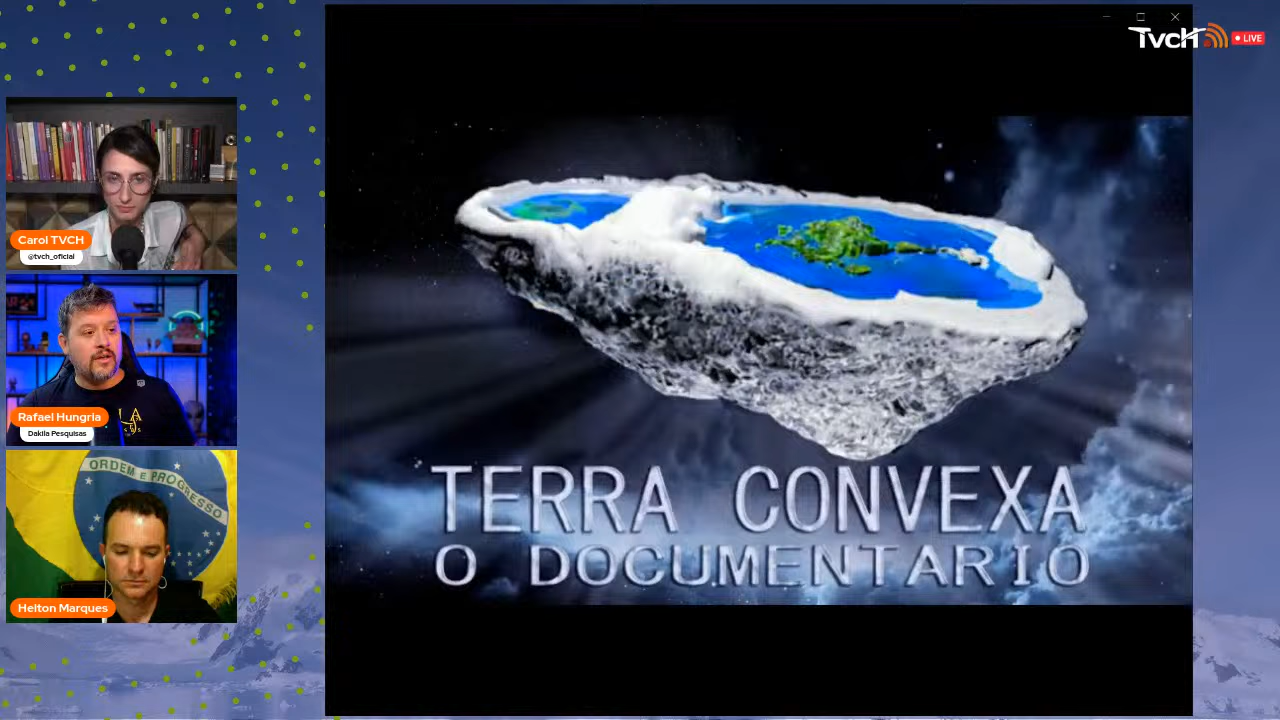 Tvch
LIVE
Carol TVCH
@tvch_oficial
Rafael Hungria
Dakila Pesquisas
ORDEM E PROGRESSO
Helton Marques
TERRA CONVEXA
O DOCUMENTARIO